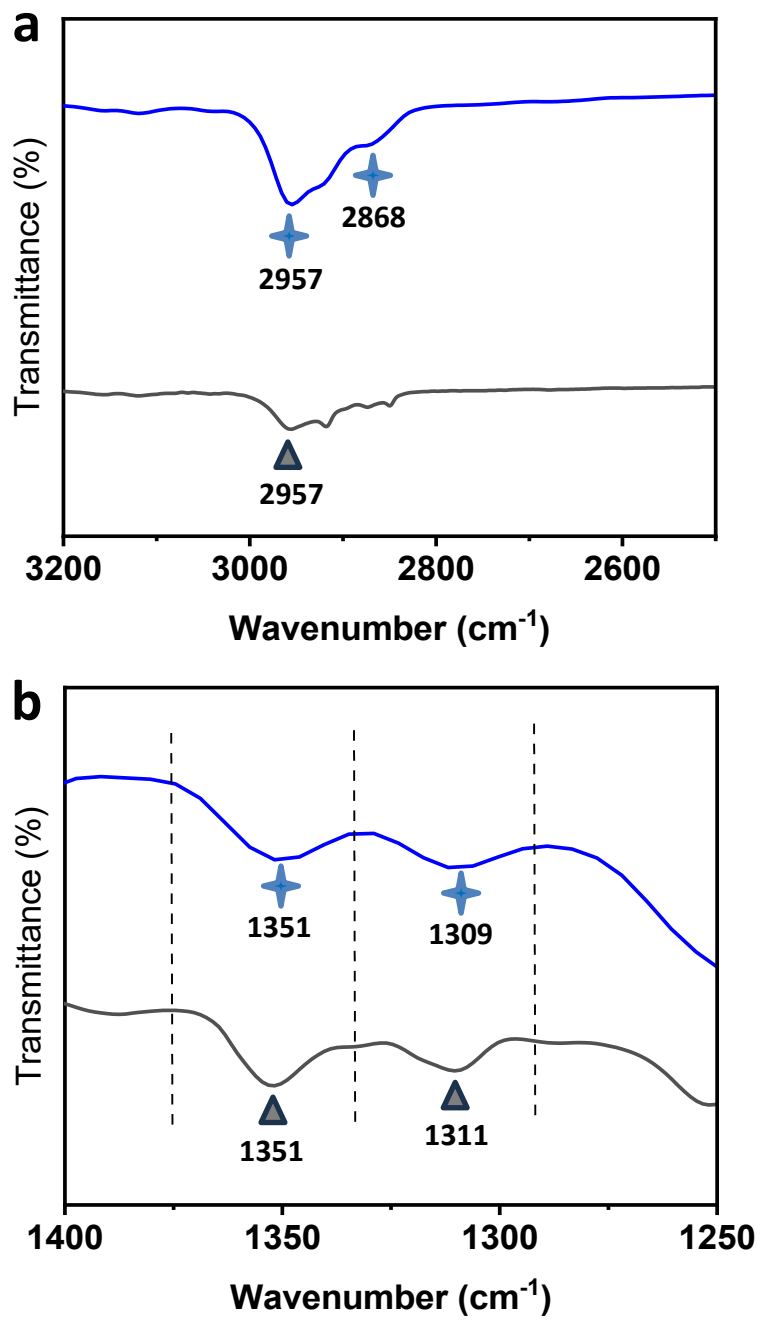 a
Transmittance (%)
2868
2957
2957
3200 3000 2800 2600
Wavenumber (cm⁻¹)
b
Transmittance (%)
1351
1309
1351
1311
1400 1350 1300 1250
Wavenumber (cm⁻¹)